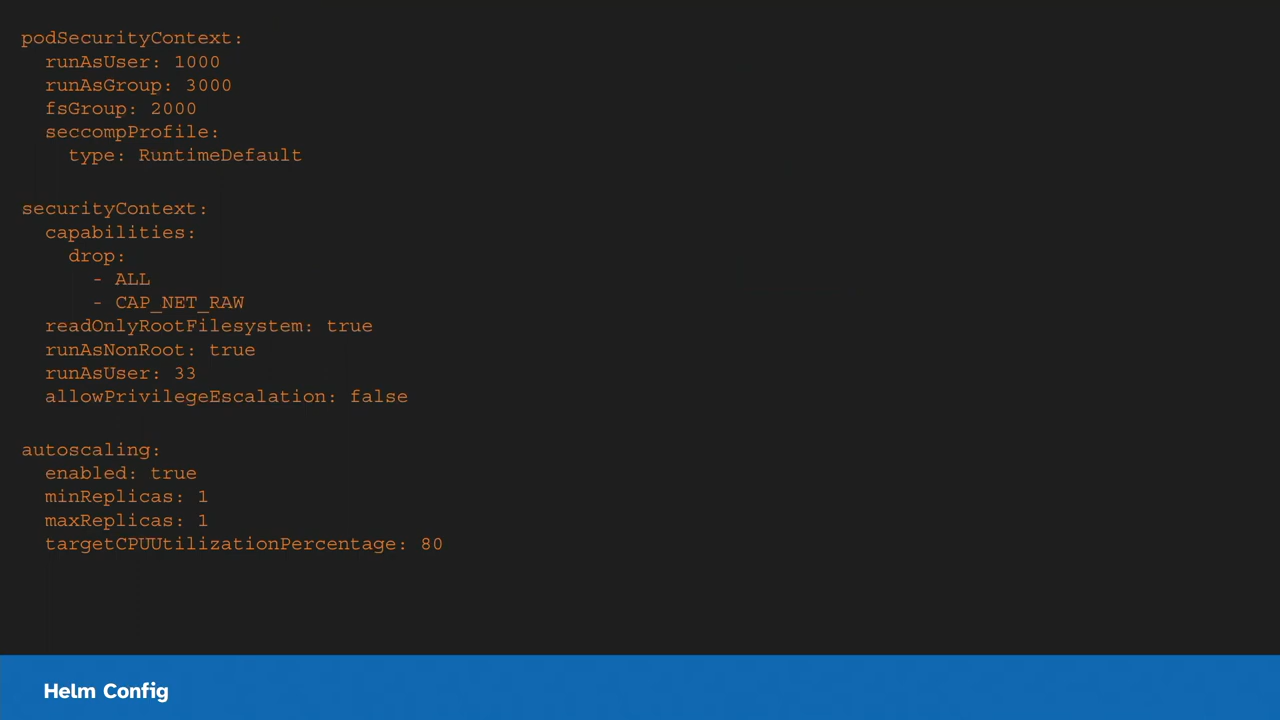 podSecurityContext:
  runAsUser: 1000
  runAsGroup: 3000
  fsGroup: 2000
  seccompProfile:
    type: RuntimeDefault

securityContext:
  capabilities:
    drop:
      - ALL
      - CAP_NET_RAW
  readOnlyRootFilesystem: true
  runAsNonRoot: true
  runAsUser: 33
  allowPrivilegeEscalation: false

autoscaling:
  enabled: true
  minReplicas: 1
  maxReplicas: 1
  targetCPUUtilizationPercentage: 80

Helm Config